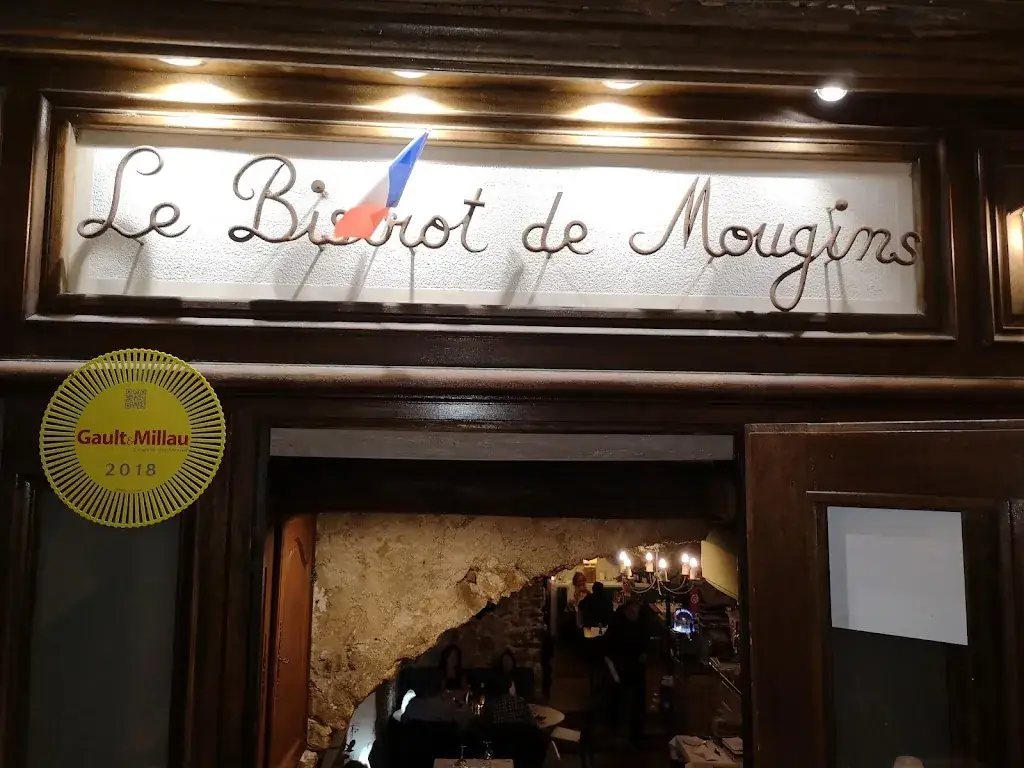 Le Bistrot de Mougins
Gault&Millau
2018